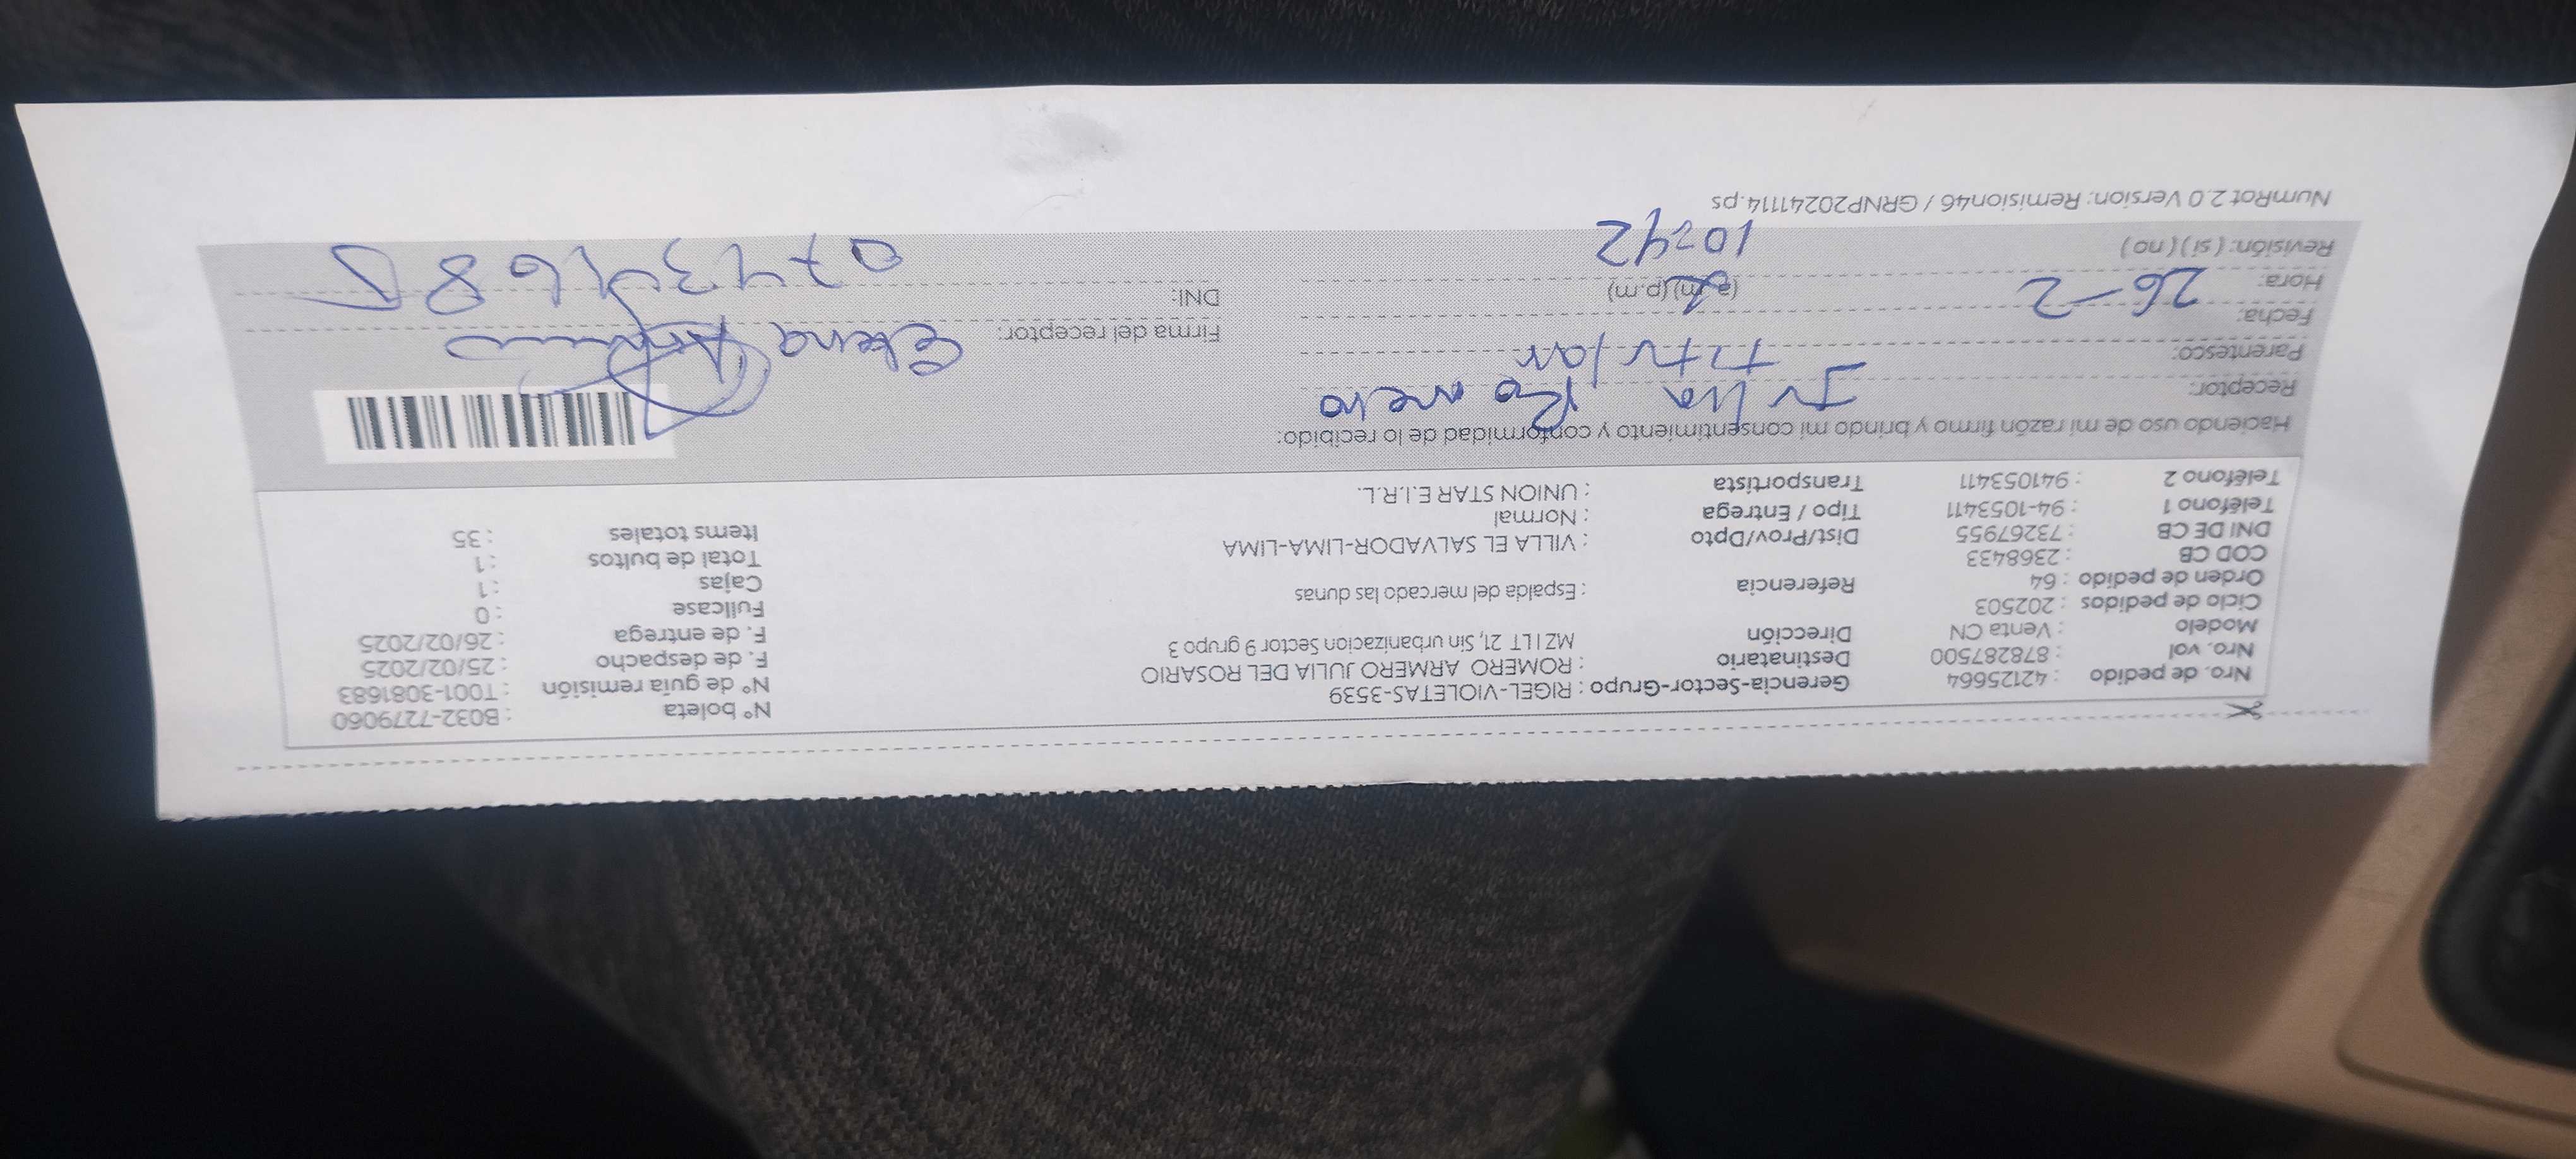 Nro. de pedido : 42125664 Gerencia-Sector-Grupo : RIGEL-VIOLETAS-3539 N° boleta : B032-7279060
Nro. vol : 878287500 Destinatario : ROMERO ARMERO JULIA DEL ROSARIO N° de guía remisión : T001-3081683
Modelo : Venta CN Dirección MZ I LT 21, Sin urbanizacion Sector 9 grupo 3 F. de despacho : 25/02/2025
Ciclo de pedidos : 202503 F. de entrega : 26/02/2025
Orden de pedido : 64 Referencia : Espalda del mercado las dunas Fullcase : 0
COD CB : 2368433 Cajas : 1
DNI DE CB : 73267955 Dist/Prov/Dpto : VILLA EL SALVADOR-LIMA-LIMA Total de bultos : 1
Teléfono 1 : 94-1053411 Tipo / Entrega : Normal Items totales : 35
Teléfono 2 : 941053411 Transportista : UNION STAR E.I.R.L.
Haciendo uso de mi razón firmo y brindo mi consentimiento y conformidad de lo recibido:
Receptor: Julia Romero
Parentesco: titular Firma del receptor: Elena
Fecha: 26-2
Hora: (a.m) (p.m) DNI:
Revisión: ( si ) ( no ) 10:42
NumRot 2.0 Version: Remision46 / GRNP20241114.ps